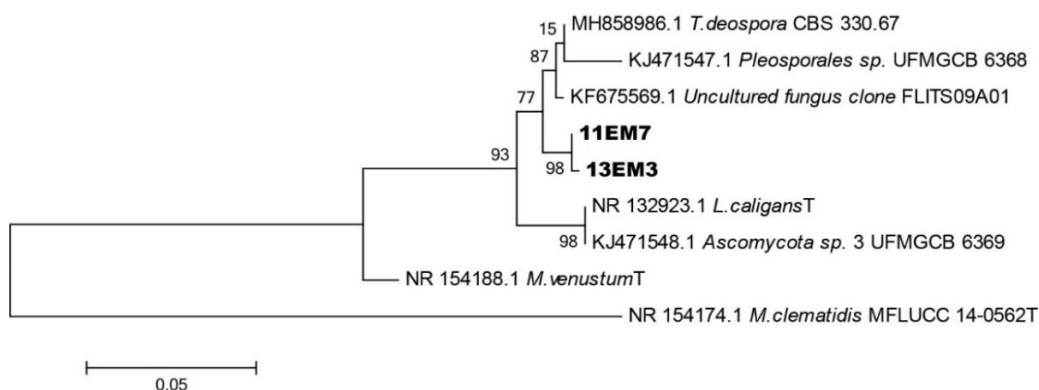 15 MH858986.1 T.deospora CBS 330.67
KJ471547.1 Pleosporales sp. UFMGCB 6368
87
KF675569.1 Uncultured fungus clone FLITS09A01
77
11EM7
98 13EM3
93
NR 132923.1 L.caligansT
98 KJ471548.1 Ascomycota sp. 3 UFMGCB 6369
NR 154188.1 M.venustumT
NR 154174.1 M.clematidis MFLUCC 14-0562T
0.05